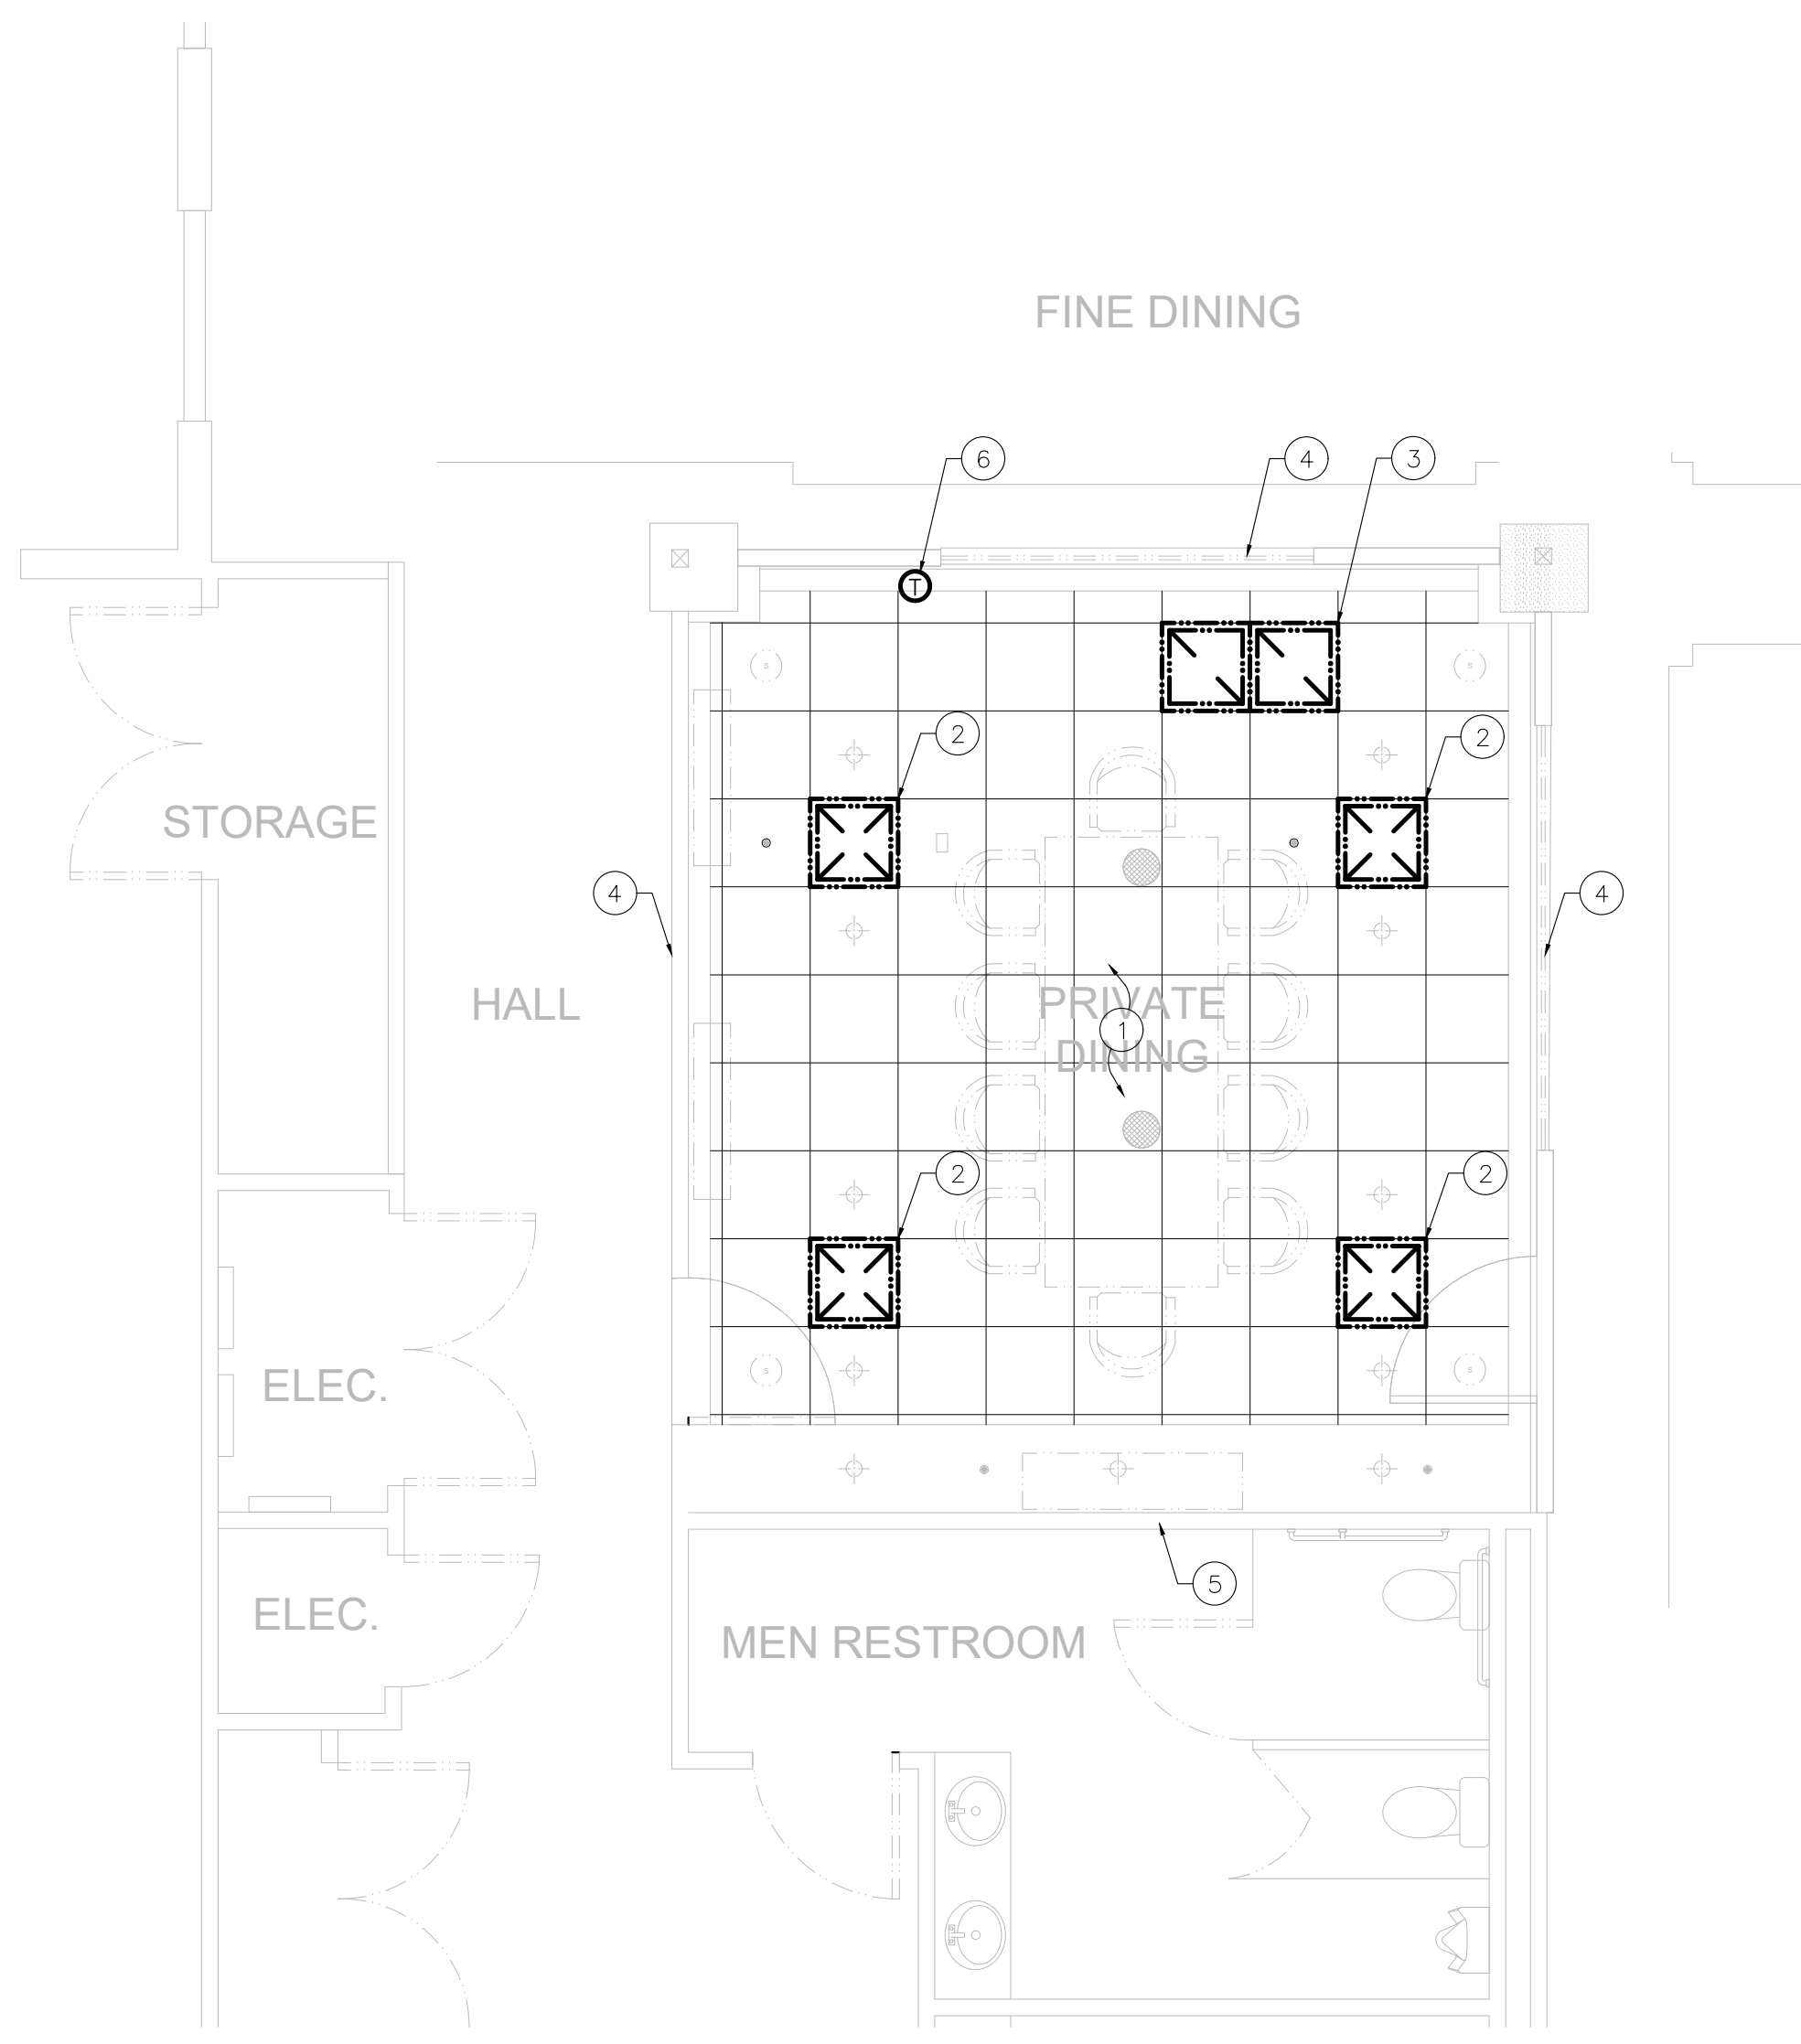 FINE DINING
6
4
3
T
S
S
2
2
STORAGE
4
4
HALL
PRIVATE
1
DINING
2
2
S
S
ELEC.
5
ELEC.
MEN RESTROOM